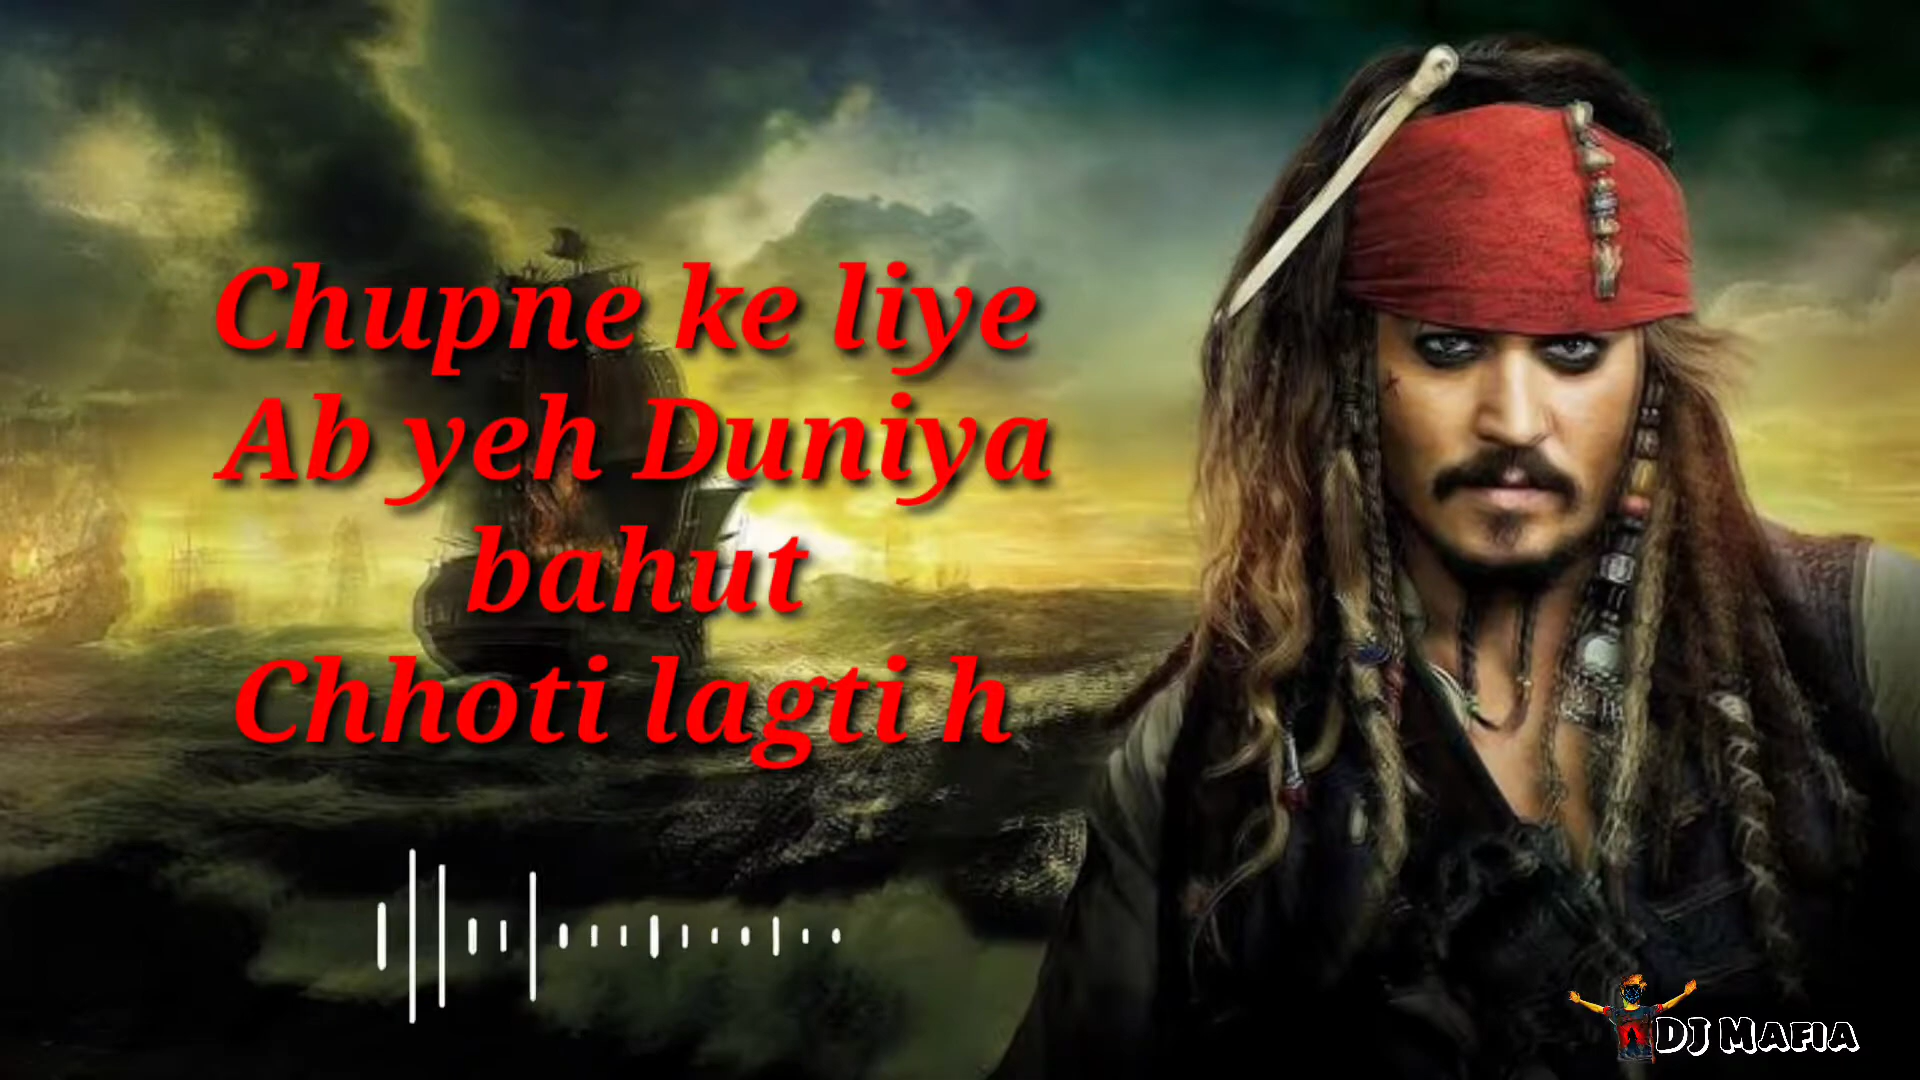 Chupne ke liye
Ab yeh Duniya
bahut
Chhoti lagti h
DJ Mafia